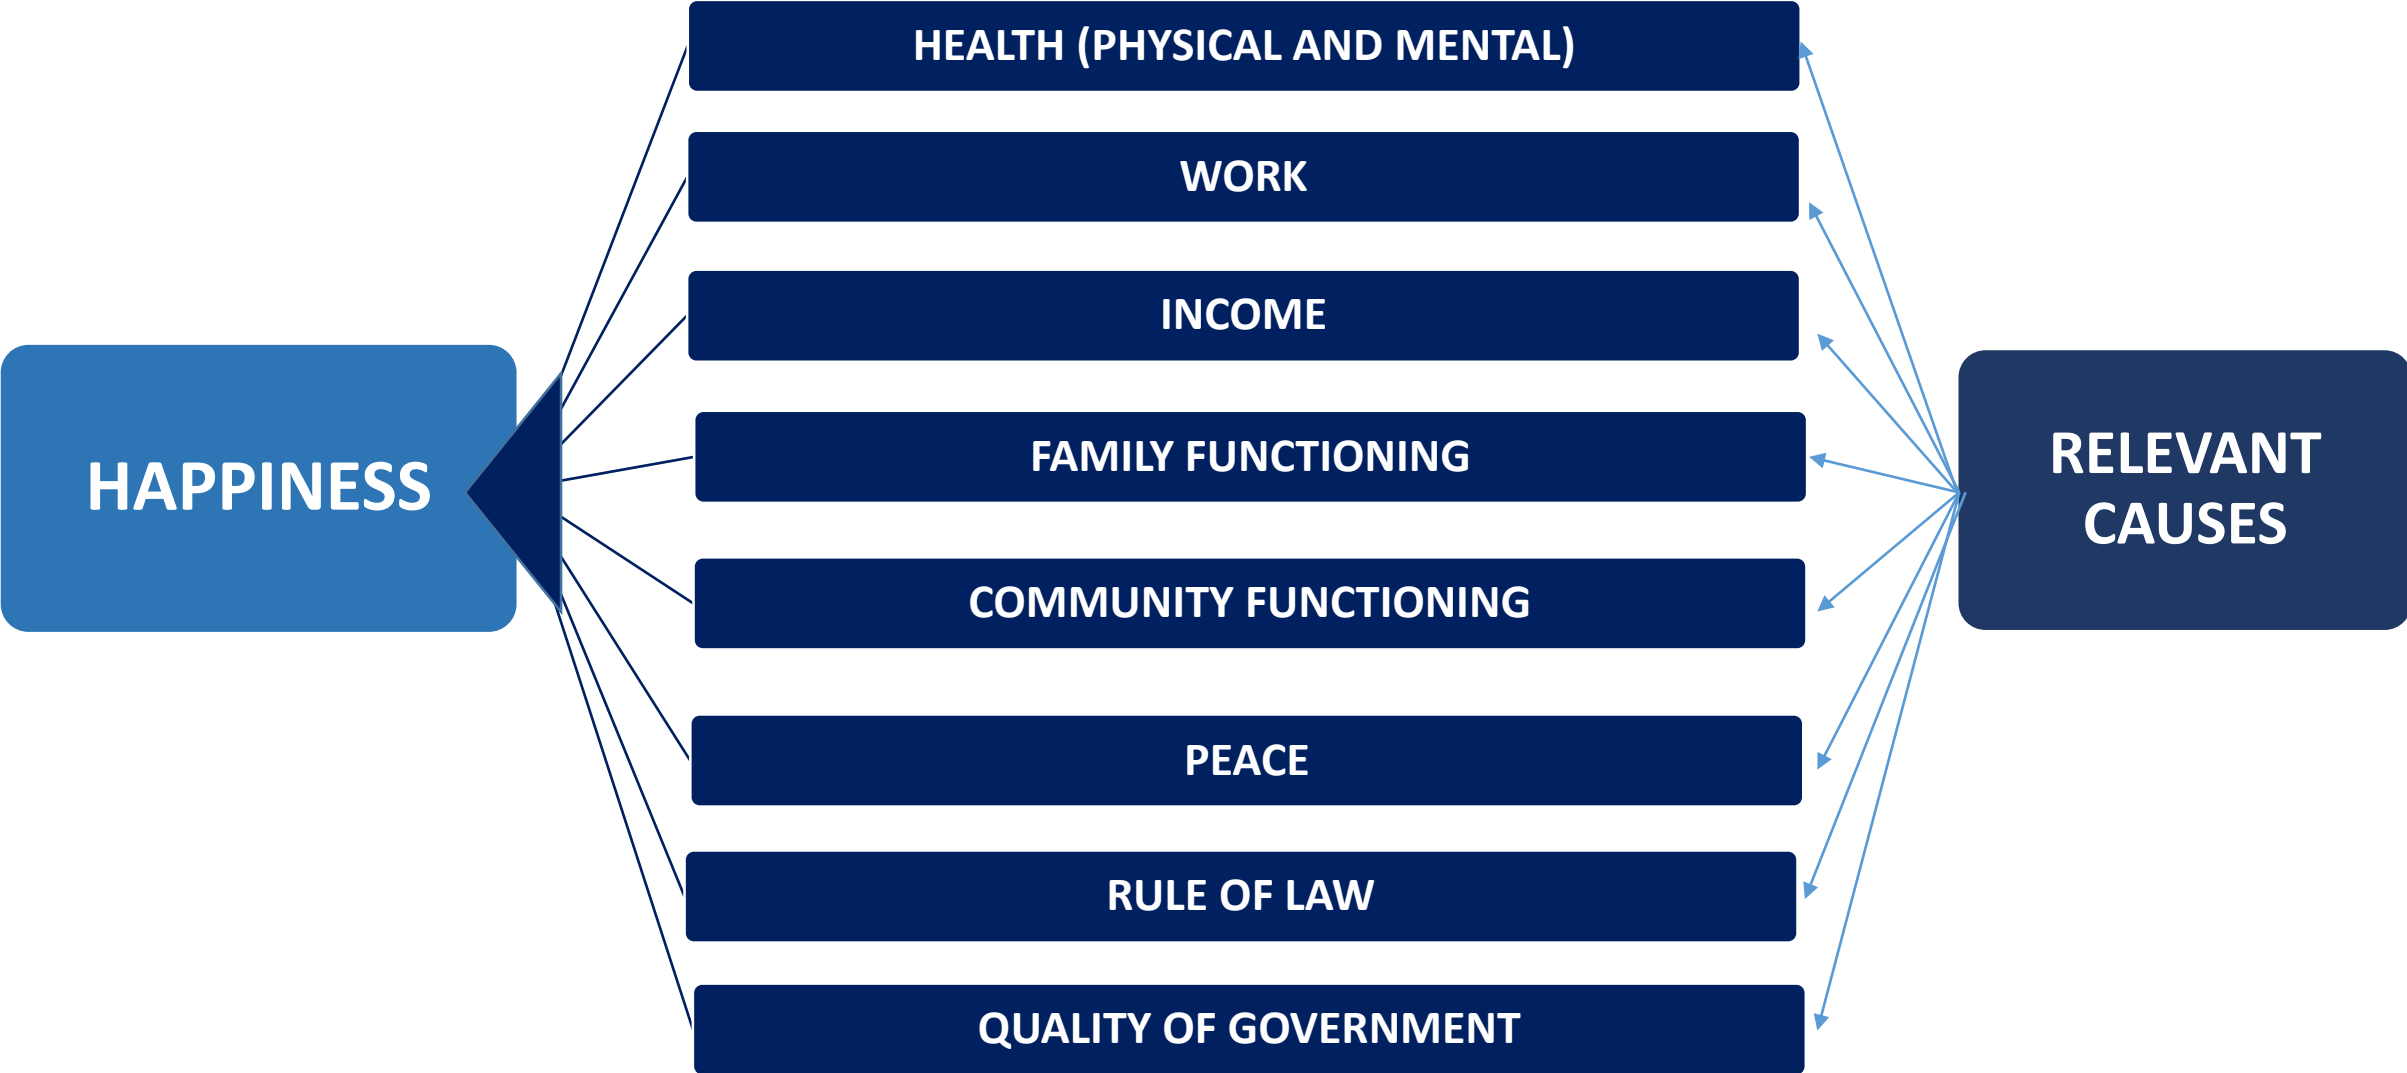 HEALTH (PHYSICAL AND MENTAL)
WORK
INCOME
FAMILY FUNCTIONING
HAPPINESS
RELEVANT
CAUSES
COMMUNITY FUNCTIONING
PEACE
RULE OF LAW
QUALITY OF GOVERNMENT